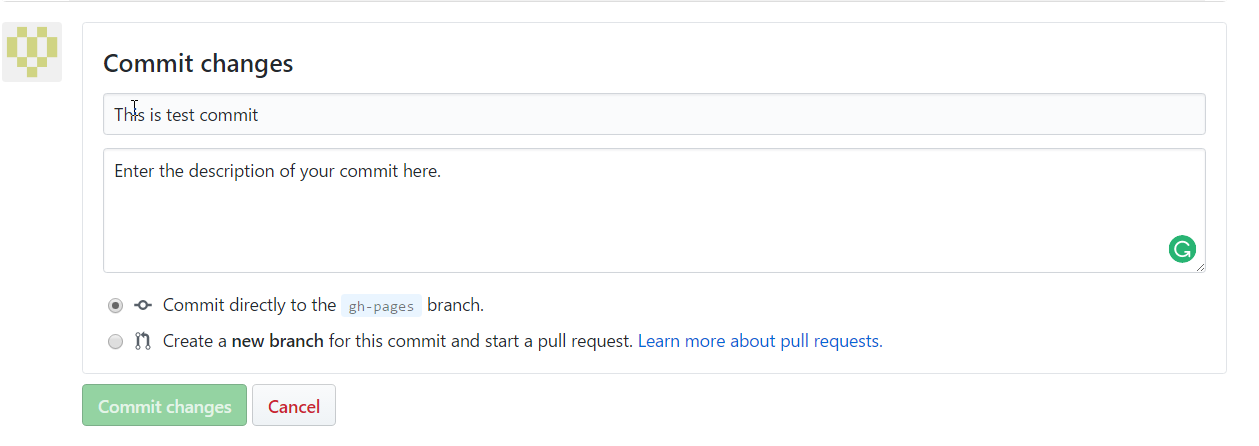 Commit changes
This is test commit
Enter the description of your commit here.
Commit directly to the gh-pages branch.
Create a new branch for this commit and start a pull request. Learn more about pull requests.
Commit changes Cancel